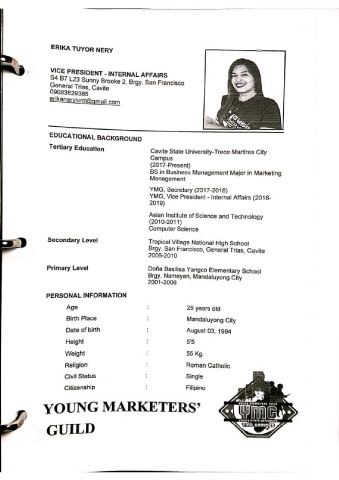 ERIKA TUYOR NERY
VICE PRESIDENT - INTERNAL AFFAIRS
S4 B7 L23 Sunny Brooke 2, Brgy. San Francisco
General Trias, Cavite
09083629385
EDUCATIONAL BACKGROUND
Tertiary Education
Cavite State University-Trece Martires City
Campus
(2017-Present)
BS in Business Management Major in Marketing
Management
YMG, Secretary (2017-2018)
YMG, Vice President - Internal Affairs (2018-
2019)
Asian Institute of Science and Technology
(2010-2011)
Computer Science
Secondary Level
Tropical Village National High School
Brgy. San Francisco, General Trias, Cavite
2006-2010
Primary Level
Doña Basilisa Yangco Elementary School
Brgy. Namayan, Mandaluyong City
2001-2006
PERSONAL INFORMATION
Age : 25 years old
Birth Place : Mandaluyong City
Date of birth : August 03, 1994
Height : 5'5
Weight : 55 Kg.
Religion : Roman Catholic
Civil Status : Single
Citizenship : Filipino
YOUNG MARKETERS'
GUILD
YMG